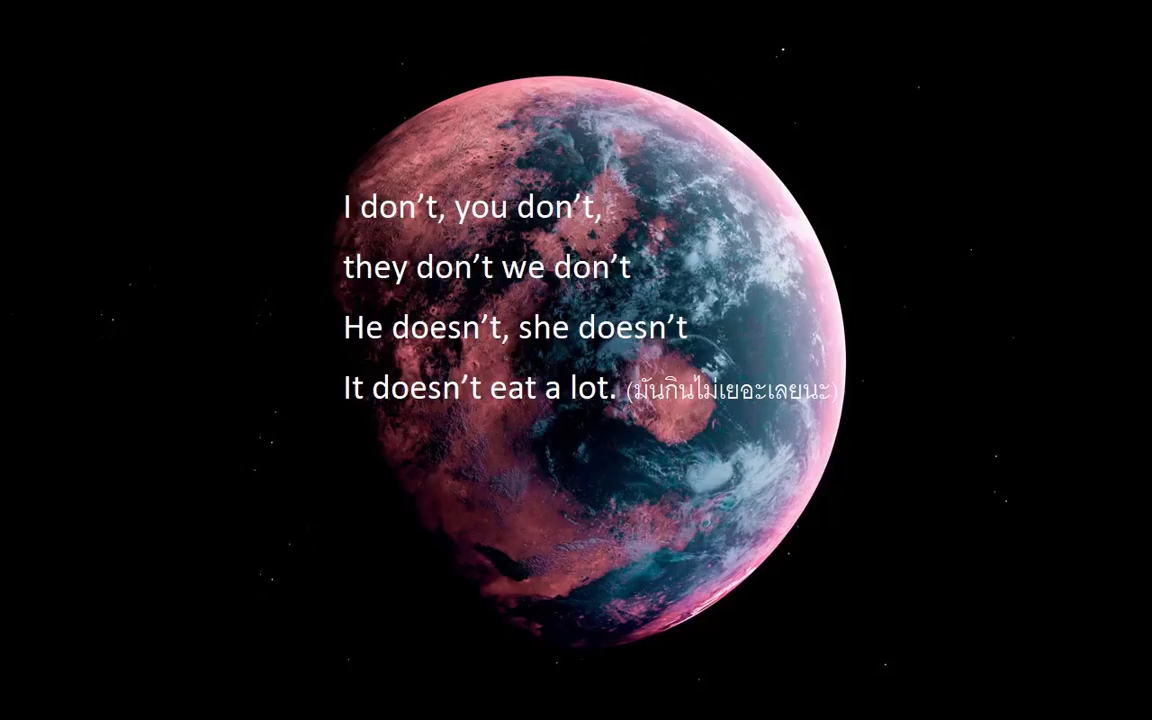 I don’t, you don’t,
they don’t we don’t
He doesn’t, she doesn’t
It doesn’t eat a lot. (มันกินไม่เยอะเลยนะ)